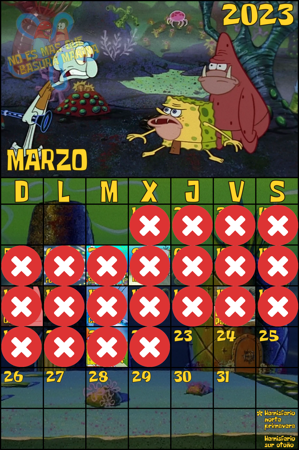 2023
NO ES MAS QUE
MARZO
D L M X J V S
23 24 25
26 27 28 29 30 31
Hemisferio
norte
primavera
Hemisferio
sur otoño